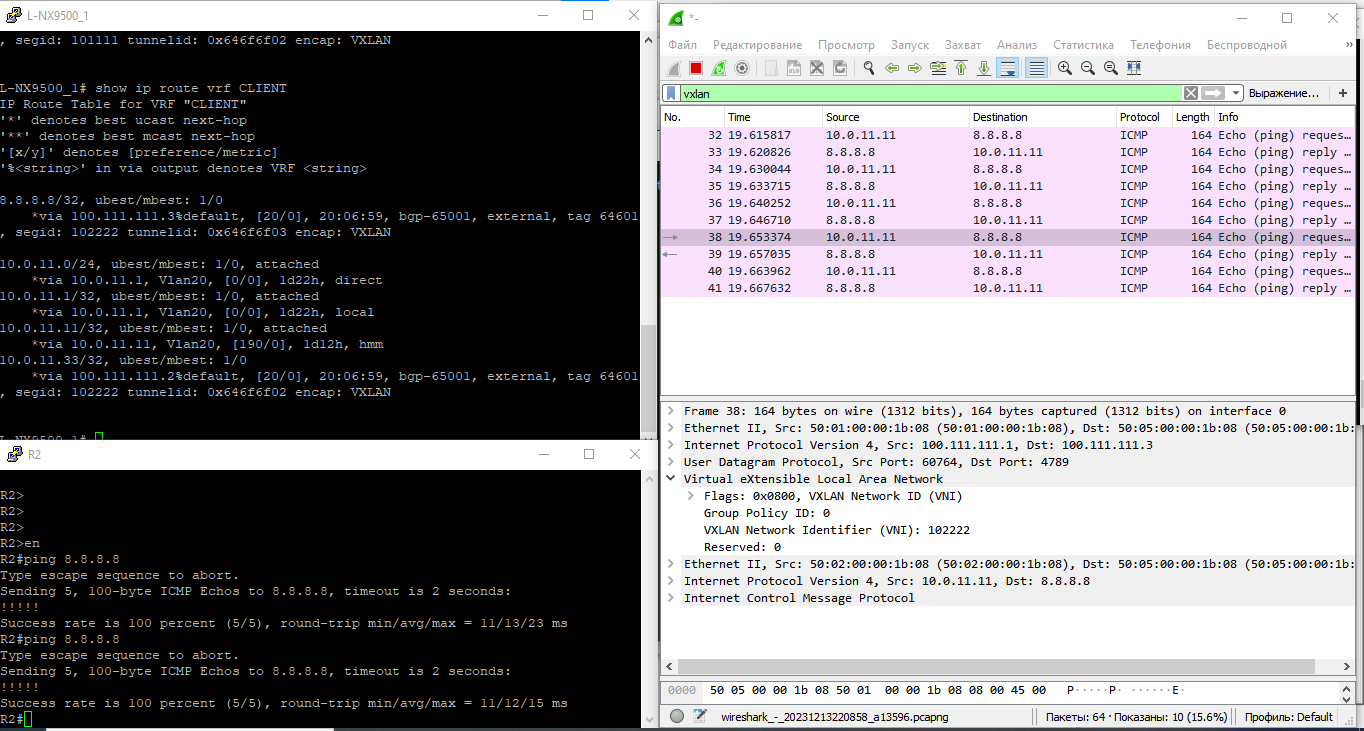 L-NX9500_1
, segid: 101111 tunnelid: 0x646f6f02 encap: VXLAN
L-NX9500_1# show ip route vrf CLIENT
IP Route Table for VRF "CLIENT"
'*' denotes best ucast next-hop
'**' denotes best mcast next-hop
'[x/y]' denotes [preference/metric]
'%<string>' in via output denotes VRF <string>
8.8.8.8/32, ubest/mbest: 1/0
*via 100.111.111.3%default, [20/0], 20:06:59, bgp-65001, external, tag 64601
, segid: 102222 tunnelid: 0x646f6f03 encap: VXLAN
10.0.11.0/24, ubest/mbest: 1/0, attached
*via 10.0.11.1, Vlan20, [0/0], 1d22h, direct
10.0.11.1/32, ubest/mbest: 1/0, attached
*via 10.0.11.1, Vlan20, [0/0], 1d22h, local
10.0.11.11/32, ubest/mbest: 1/0, attached
*via 10.0.11.11, Vlan20, [190/0], 1d12h, hmm
10.0.11.33/32, ubest/mbest: 1/0
*via 100.111.111.2%default, [20/0], 20:06:59, bgp-65001, external, tag 64601
, segid: 102222 tunnelid: 0x646f6f02 encap: VXLAN
L-NX9500_1#
R2
R2>
R2>
R2>
R2>en
R2#ping 8.8.8.8
Type escape sequence to abort.
Sending 5, 100-byte ICMP Echos to 8.8.8.8, timeout is 2 seconds:
!!!!!
Success rate is 100 percent (5/5), round-trip min/avg/max = 11/13/23 ms
R2#ping 8.8.8.8
Type escape sequence to abort.
Sending 5, 100-byte ICMP Echos to 8.8.8.8, timeout is 2 seconds:
!!!!!
Success rate is 100 percent (5/5), round-trip min/avg/max = 11/12/15 ms
R2#
*-
Файл Редактирование Просмотр Запуск Захват Анализ Статистика Телефония Беспроводной »
vxlan Выражение… +
No. Time Source Destination Protocol Length Info
32 19.615817 10.0.11.11 8.8.8.8 ICMP 164 Echo (ping) reques…
33 19.620826 8.8.8.8 10.0.11.11 ICMP 164 Echo (ping) reply …
34 19.630044 10.0.11.11 8.8.8.8 ICMP 164 Echo (ping) reques…
35 19.633715 8.8.8.8 10.0.11.11 ICMP 164 Echo (ping) reply …
36 19.640252 10.0.11.11 8.8.8.8 ICMP 164 Echo (ping) reques…
37 19.646710 8.8.8.8 10.0.11.11 ICMP 164 Echo (ping) reply …
38 19.653374 10.0.11.11 8.8.8.8 ICMP 164 Echo (ping) reques…
39 19.657035 8.8.8.8 10.0.11.11 ICMP 164 Echo (ping) reply …
40 19.663962 10.0.11.11 8.8.8.8 ICMP 164 Echo (ping) reques…
41 19.667632 8.8.8.8 10.0.11.11 ICMP 164 Echo (ping) reply …
Frame 38: 164 bytes on wire (1312 bits), 164 bytes captured (1312 bits) on interface 0
Ethernet II, Src: 50:01:00:00:1b:08 (50:01:00:00:1b:08), Dst: 50:05:00:00:1b:08 (50:05:00:00:1b:
Internet Protocol Version 4, Src: 100.111.111.1, Dst: 100.111.111.3
User Datagram Protocol, Src Port: 60764, Dst Port: 4789
Virtual eXtensible Local Area Network
Flags: 0x0800, VXLAN Network ID (VNI)
Group Policy ID: 0
VXLAN Network Identifier (VNI): 102222
Reserved: 0
Ethernet II, Src: 50:02:00:00:1b:08 (50:02:00:00:1b:08), Dst: 50:05:00:00:1b:08 (50:05:00:00:1b:
Internet Protocol Version 4, Src: 10.0.11.11, Dst: 8.8.8.8
Internet Control Message Protocol
0000 50 05 00 00 1b 08 50 01 00 00 1b 08 08 00 45 00 P·····P· ······E·
wireshark_-_20231213220858_a13596.pcapng Пакеты: 64 · Показаны: 10 (15.6%) Профиль: Default